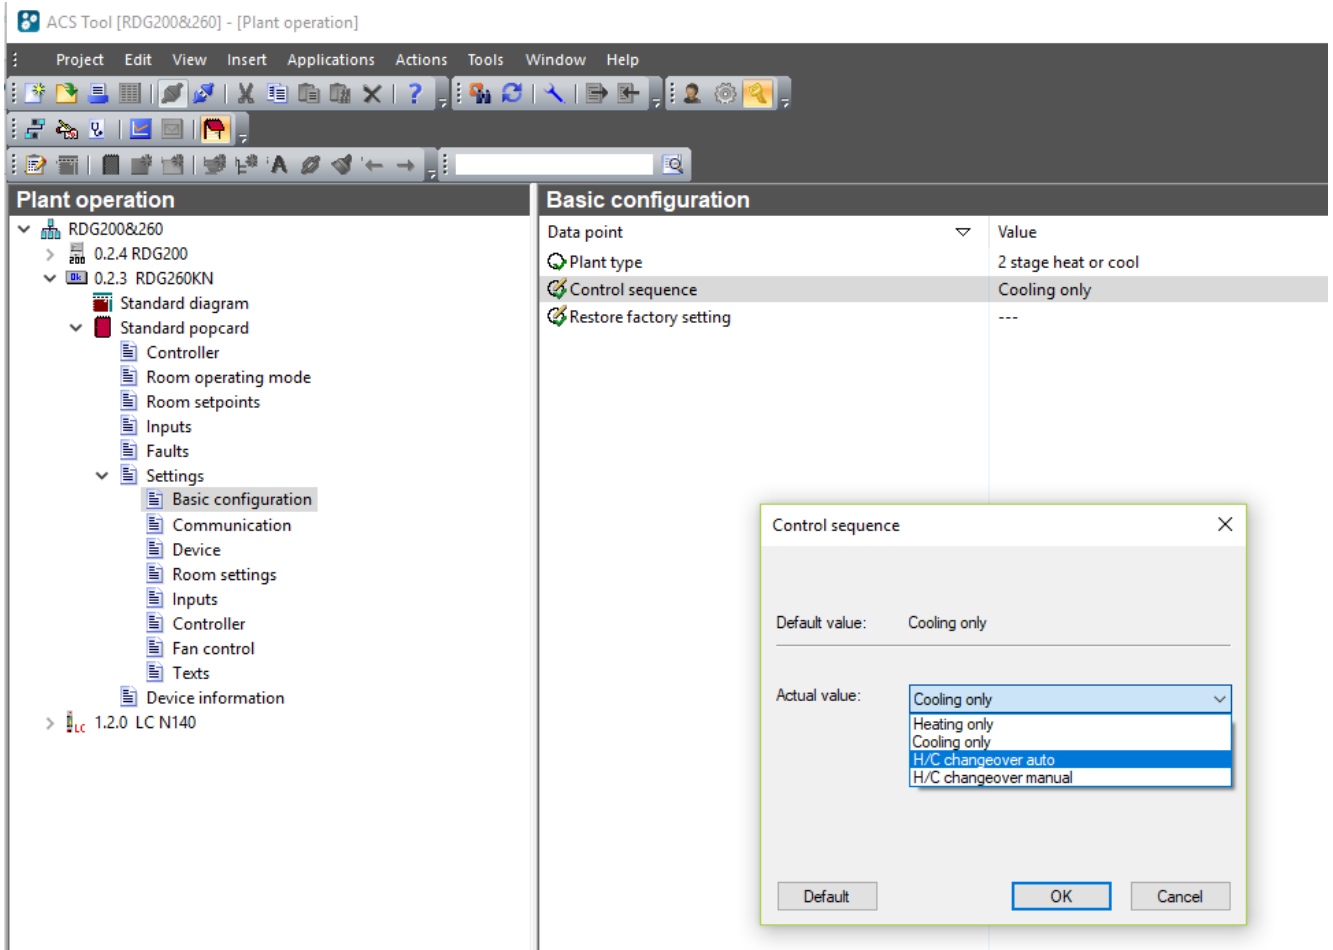 ACS Tool [RDG200&260] - [Plant operation]
Project Edit View Insert Applications Actions Tools Window Help
Plant operation
RDG200&260
200 0.2.4 RDG200
0.2.3 RDG260KN
Standard diagram
Standard popcard
Controller
Room operating mode
Room setpoints
Inputs
Faults
Settings
Basic configuration
Communication
Device
Room settings
Inputs
Controller
Fan control
Texts
Device information
LC 1.2.0 LC N140
Basic configuration
Data point Value
Plant type 2 stage heat or cool
Control sequence Cooling only
Restore factory setting ---
Control sequence
Default value: Cooling only
Actual value: Cooling only
Heating only
Cooling only
H/C changeover auto
H/C changeover manual
Default OK Cancel